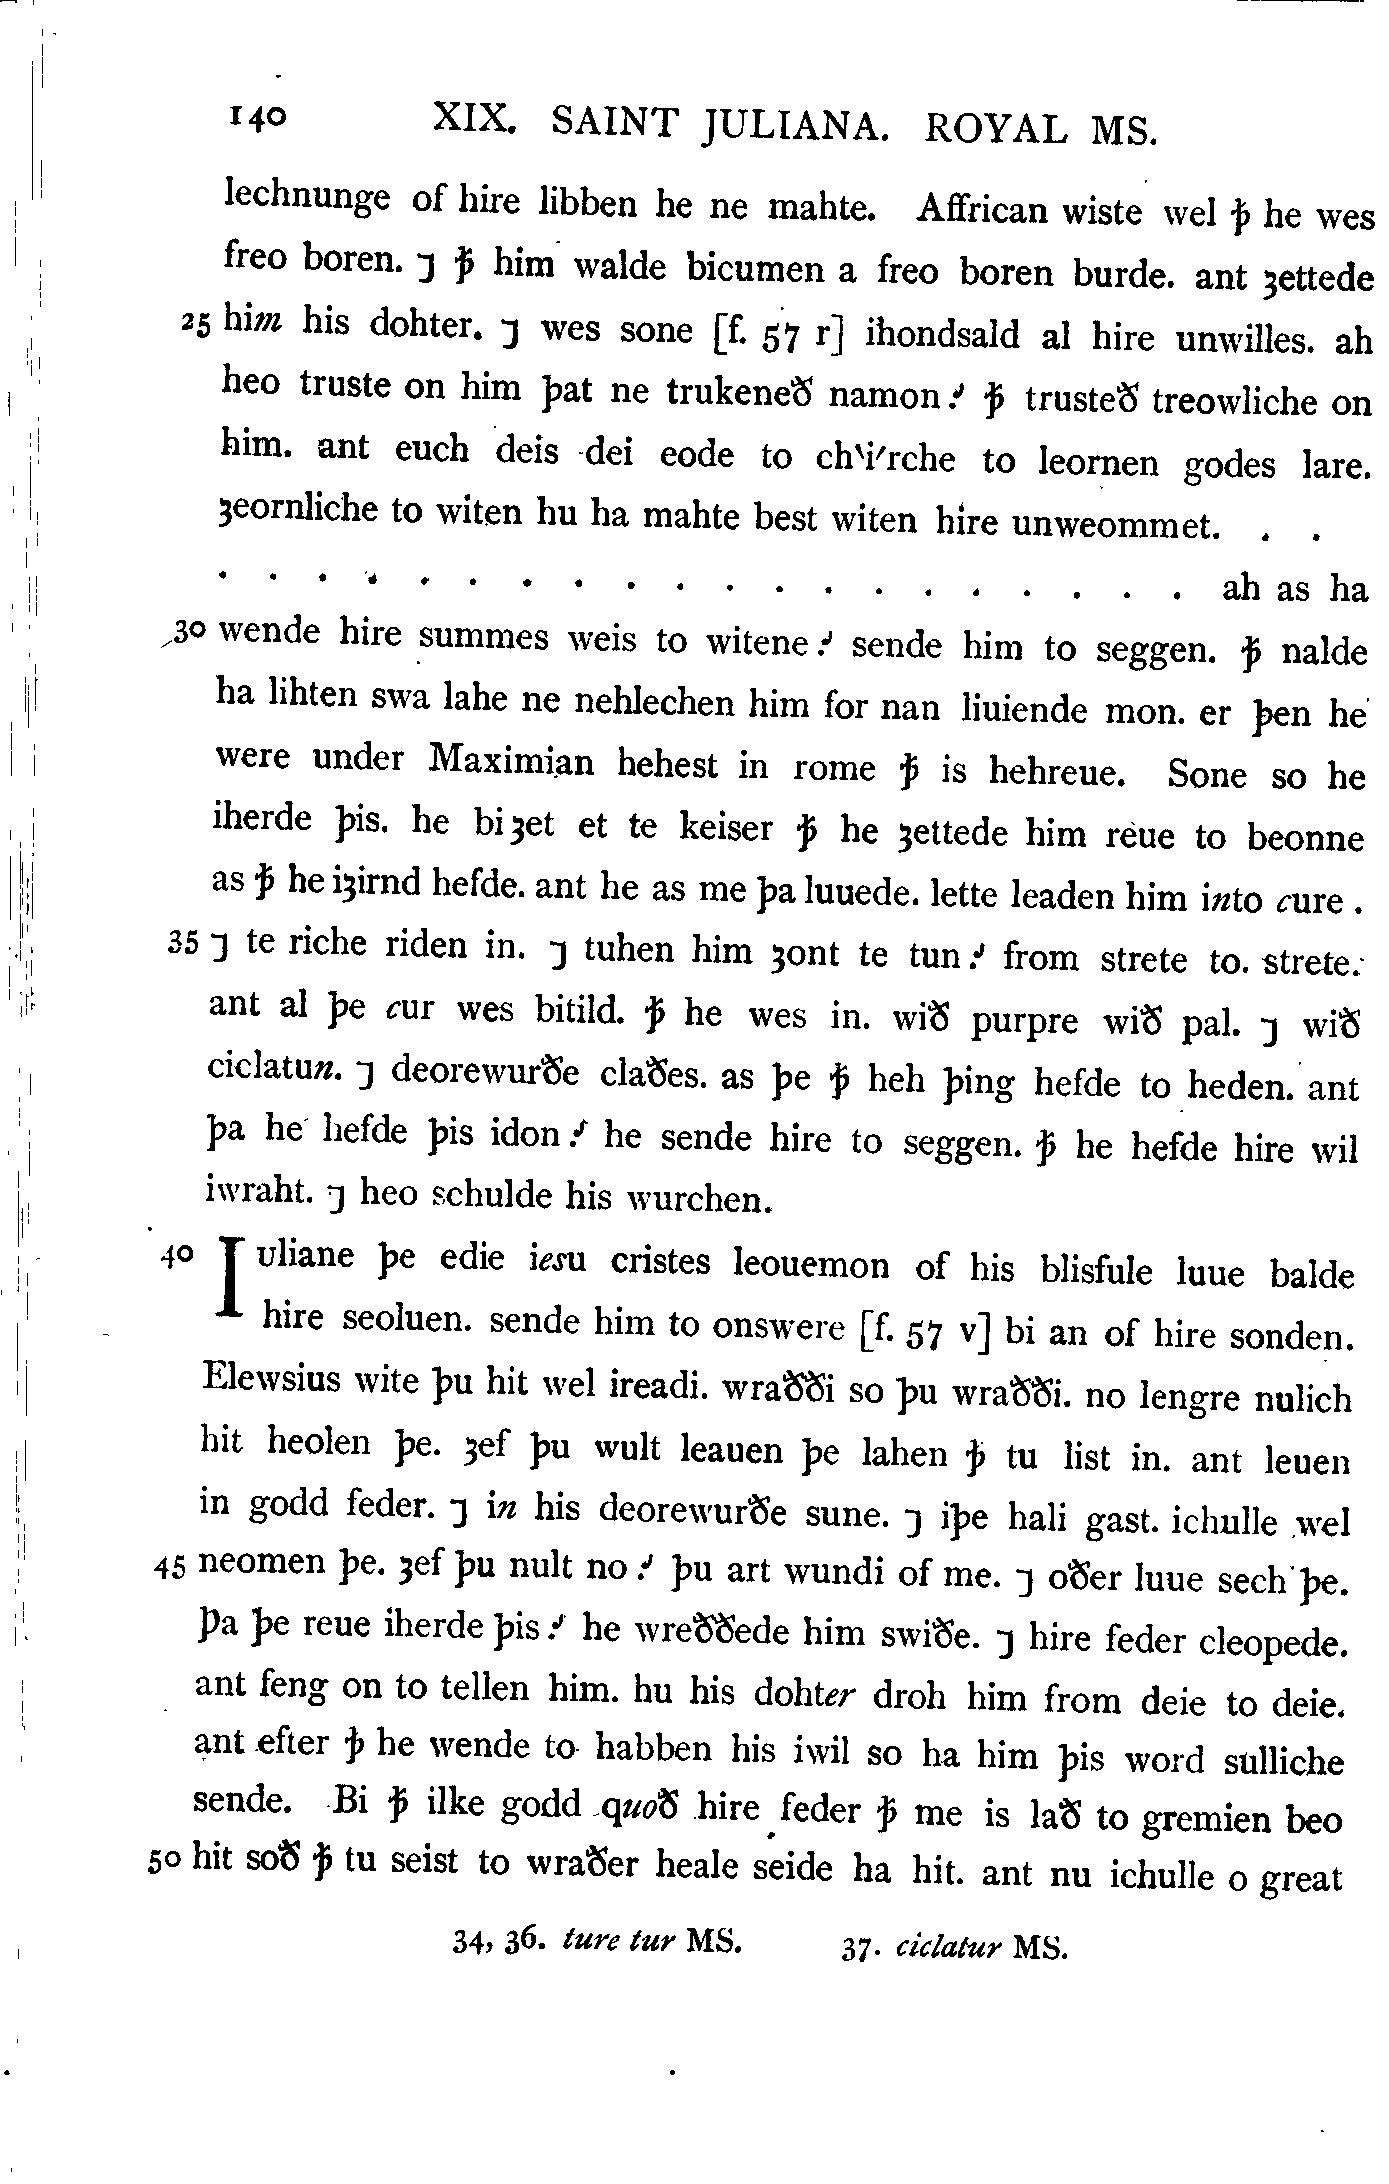 140 XIX. SAINT JULIANA. ROYAL MS.
lechnunge of hire libben he ne mahte. Affrican wiste wel ꝥ he wes
freo boren. ⁊ ꝥ him walde bicumen a freo boren burde. ant ȝettede
25 him his dohter. ⁊ wes sone [f. 57 r] ihondsald al hire unwilles. ah
heo truste on him þat ne trukeneð namon⹎ ꝥ trusteð treowliche on
him. ant euch deis dei eode to ch‵i′rche to leornen godes lare.
ȝeornliche to witen hu ha mahte best witen hire unweommet. . .
. . . . . . . . . . . . . . . . . . . . ah as ha
30 wende hire summes weis to witene⹎ sende him to seggen. ꝥ nalde
ha lihten swa lahe ne nehlechen him for nan liuiende mon. er þen he
were under Maximian hehest in rome ꝥ is hehreue. Sone so he
iherde þis. he biȝet et te keiser ꝥ he ȝettede him reue to beonne
as ꝥ he iȝirnd hefde. ant he as me þa luuede. lette leaden him into cure .
35 ⁊ te riche riden in. ⁊ tuhen him ȝont te tun⹎ from strete to. strete.
ant al þe cur wes bitild. ꝥ he wes in. wið purpre wið pal. ⁊ wið
ciclatun. ⁊ deorewurðe claðes. as þe ꝥ heh þing hefde to heden. ant
þa he hefde þis idon⹎ he sende hire to seggen. ꝥ he hefde hire wil
iwraht. ⁊ heo schulde his wurchen.
40 Iuliane þe edie iesu cristes leouemon of his blisfule luue balde
hire seoluen. sende him to onswere [f. 57 v] bi an of hire sonden.
Elewsius wite þu hit wel ireadi. wraðði so þu wraðði. no lengre nulich
hit heolen þe. ȝef þu wult leauen þe lahen ꝥ tu list in. ant leuen
in godd feder. ⁊ in his deorewurðe sune. ⁊ iþe hali gast. ichulle wel
45 neomen þe. ȝef þu nult no⹎ þu art wundi of me. ⁊ oðer luue sech þe.
Þa þe reue iherde þis⹎ he wreððede him swiðe. ⁊ hire feder cleopede.
ant feng on to tellen him. hu his dohter droh him from deie to deie.
ant efter ꝥ he wende to habben his iwil so ha him þis word sulliche
sende. Bi ꝥ ilke godd quoð hire feder ꝥ me is lað to gremien beo
50 hit soð ꝥ tu seist to wraðer heale seide ha hit. ant nu ichulle o great
34, 36. ture tur MS. 37. ciclatur MS.